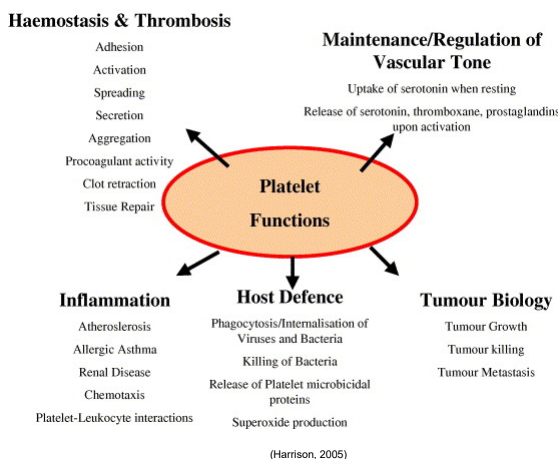 Haemostasis & Thrombosis
Adhesion
Activation
Spreading
Secretion
Aggregation
Procoagulant activity
Clot retraction
Tissue Repair
Maintenance/Regulation of
Vascular Tone
Uptake of serotonin when resting
Release of serotonin, thromboxane, prostaglandins
upon activation
Platelet
Functions
Inflammation
Atheroslerosis
Allergic Asthma
Renal Disease
Chemotaxis
Platelet-Leukocyte interactions
Host Defence
Phagocytosis/Internalisation of
Viruses and Bacteria
Killing of Bacteria
Release of Platelet microbicidal
proteins
Superoxide production
Tumour Biology
Tumour Growth
Tumour killing
Tumour Metastasis
(Harrison, 2005)